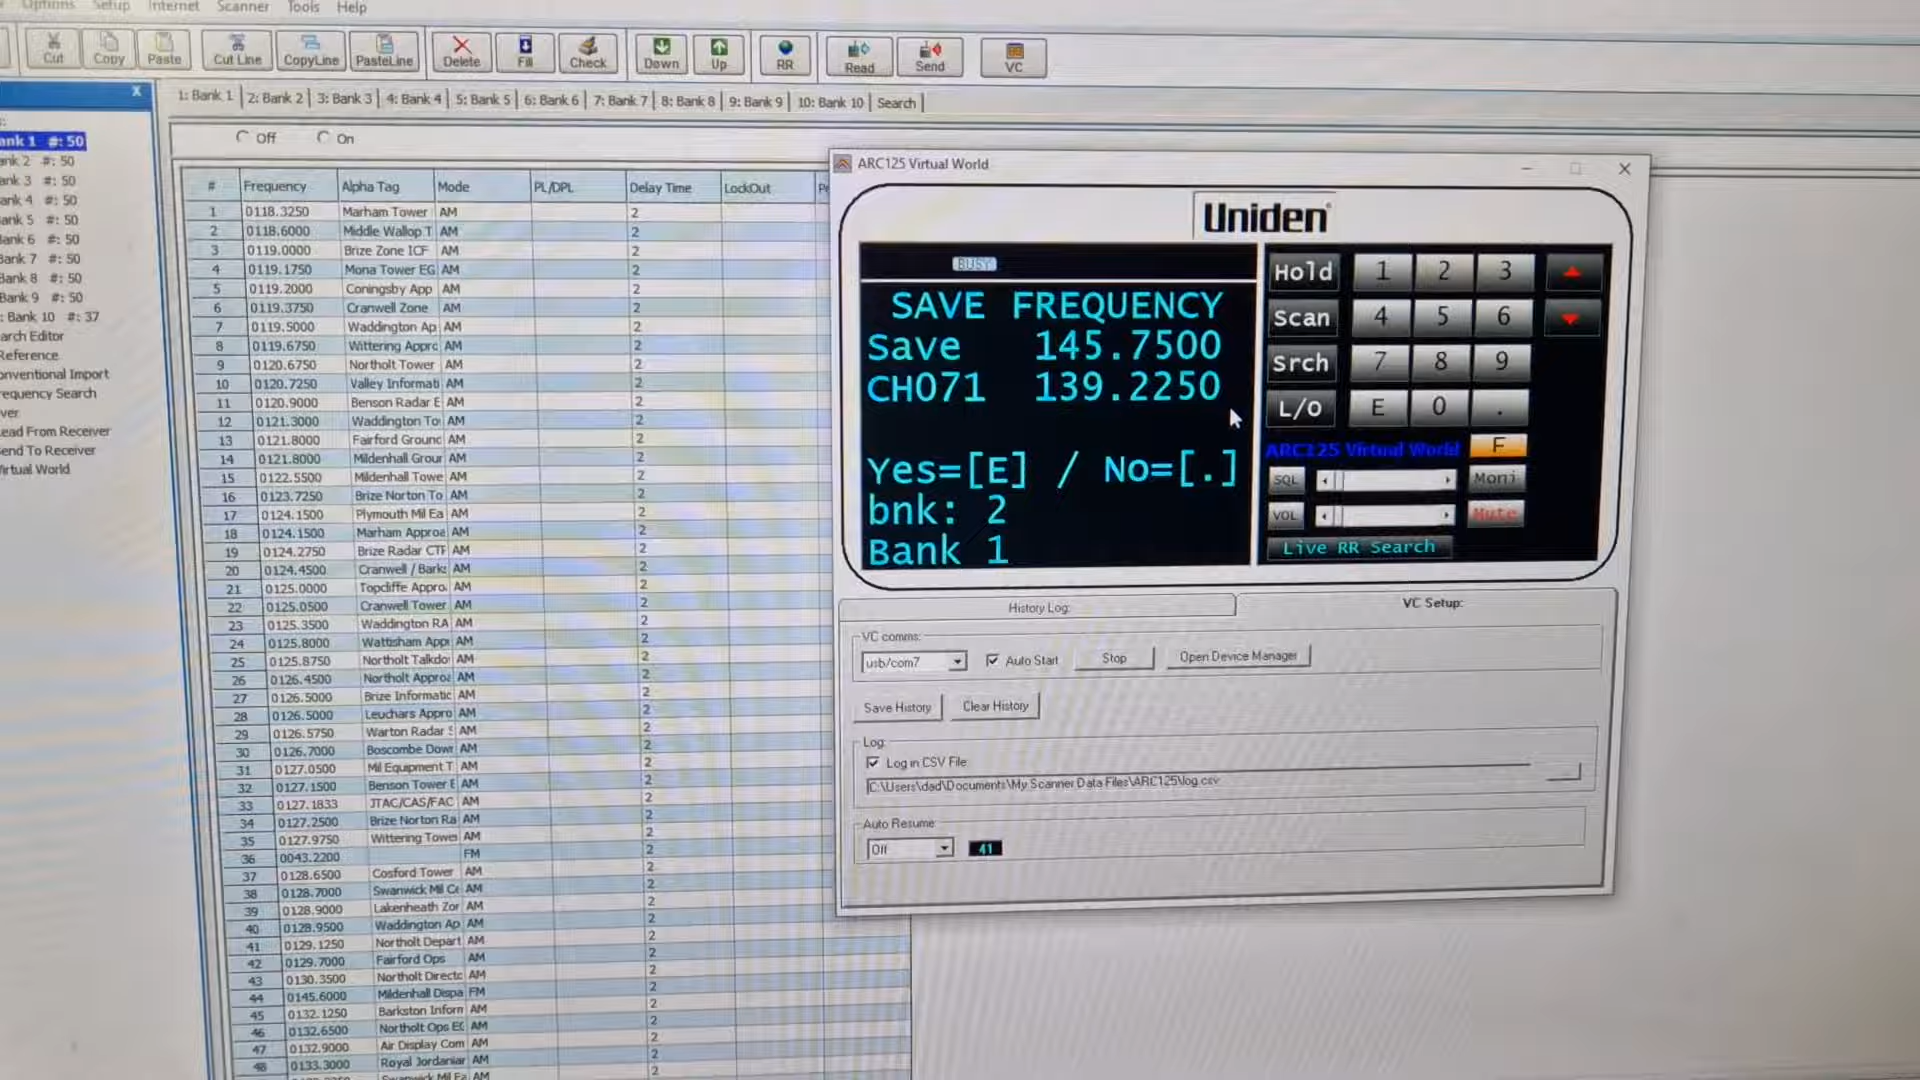 Options Setup Internet Scanner Tools Help
Cut Copy Paste Cut Line CopyLine PasteLine Delete Fill Check Down Up RR Read Send VC
X
1: Bank 1 2: Bank 2 3: Bank 3 4: Bank 4 5: Bank 5 6: Bank 6 7: Bank 7 8: Bank 8 9: Bank 9 10: Bank 10 Search
Off On
ank 1 #: 50
ank 2 #: 50
ank 3 #: 50
ank 4 #: 50
ank 5 #: 50
ank 6 #: 50
Bank 7 #: 50
Bank 8 #: 50
Bank 9 #: 50
: Bank 10 #: 37
arch Editor
Reference
onventional Import
requency Search
ver
ead From Receiver
end To Receiver
irtual World
# Frequency Alpha Tag Mode PL/DPL Delay Time LockOut Pr
1 0118.3250 Marham Tower AM 2
2 0118.6000 Middle Wallop T AM 2
3 0119.0000 Brize Zone ICF AM 2
4 0119.1750 Mona Tower EG AM 2
5 0119.2000 Coningsby App AM 2
6 0119.3750 Cranwell Zone AM 2
7 0119.5000 Waddington Ap AM 2
8 0119.6750 Wittering Appro AM 2
9 0120.6750 Northolt Tower AM 2
10 0120.7250 Valley Informati AM 2
11 0120.9000 Benson Radar E AM 2
12 0121.3000 Waddington To AM 2
13 0121.8000 Fairford Ground AM 2
14 0121.8000 Mildenhall Grour AM 2
15 0122.5500 Mildenhall Towe AM 2
16 0123.7250 Brize Norton To AM 2
17 0124.1500 Plymouth Mil Ea AM 2
18 0124.1500 Marham Approa AM 2
19 0124.2750 Brize Radar CTF AM 2
20 0124.4500 Cranwell / Barks AM 2
21 0125.0000 Topcliffe Appro. AM 2
22 0125.0500 Cranwell Tower AM 2
23 0125.3500 Waddington RA AM 2
24 0125.8000 Wattisham Appr AM 2
25 0125.8750 Northolt Talkdo AM 2
26 0126.4500 Northolt Approa AM 2
27 0126.5000 Brize Informatic AM 2
28 0126.5000 Leuchars Appro AM 2
29 0126.5750 Warton Radar S AM 2
30 0126.7000 Boscombe Down AM 2
31 0127.0500 Mil Equipment T AM 2
32 0127.1500 Benson Tower E AM 2
33 0127.1833 JTAC/CAS/FAC AM 2
34 0127.2500 Brize Norton Ra AM 2
35 0127.9750 Wittering Tower AM 2
36 0043.2200 FM 2
37 0128.6500 Cosford Tower AM 2
38 0128.7000 Swanwick Mil Ce AM 2
39 0128.9000 Lakenheath Zor AM 2
40 0128.9500 Waddington Ap AM 2
41 0129.1250 Northolt Depart AM 2
42 0129.7000 Fairford Ops AM 2
43 0130.3500 Northolt Directo AM 2
44 0145.6000 Mildenhall Dispa FM 2
45 0132.1250 Barkston Inform AM 2
46 0132.6500 Northolt Ops EG AM 2
47 0132.9000 Air Display Com AM 2
48 0133.3000 Royal Jordanian AM 2
Swanwick Mil Ea AM 2
ARC125 Virtual World
Uniden
BUSY
SAVE FREQUENCY
Save 145.7500
CH071 139.2250
Yes=[E] / No=[.]
bnk: 2
Bank 1
Hold 1 2 3
Scan 4 5 6
Srch 7 8 9
L/O E 0 .
ARC125 Virtual World F
SQL Moni
VOL Mute
Live RR Search
History Log: VC Setup:
VC comms:
usb/com7 Auto Start Stop Open Device Manager
Save History Clear History
Log:
Log in CSV File
C:\Users\dad\Documents\My Scanner Data Files\ARC125\log.csv
Auto Resume:
Off 41